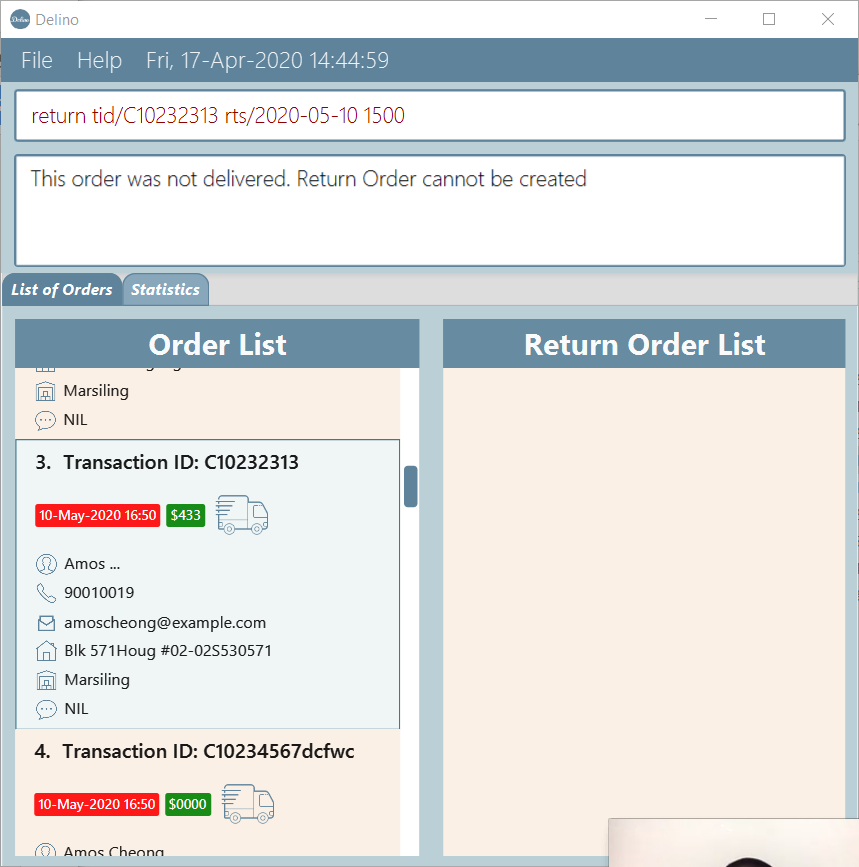 Delino
Delino
File Help Fri, 17-Apr-2020 14:44:59
return tid/C10232313 rts/2020-05-10 1500
This order was not delivered. Return Order cannot be created
List of Orders Statistics
Order List
Return Order List
Marsiling
NIL
3. Transaction ID: C10232313
10-May-2020 16:50 $433
Amos ...
90010019
amoscheong@example.com
Blk 571Houg #02-02S530571
Marsiling
NIL
4. Transaction ID: C10234567dcfwc
10-May-2020 16:50 $0000
Amos Cheong